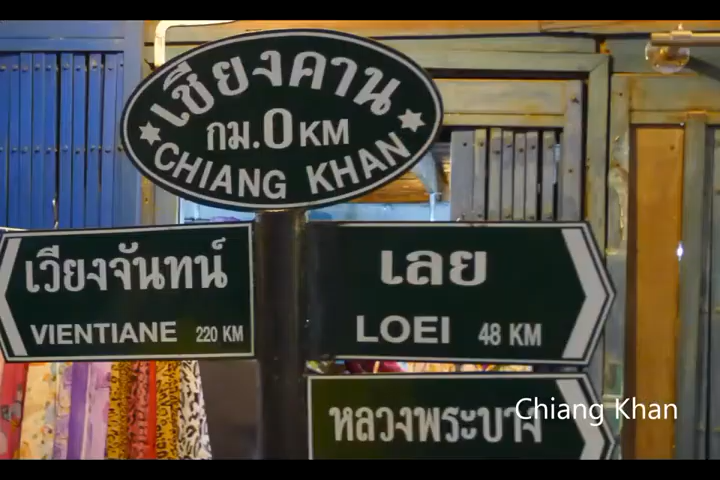 เชียงคาน
กม.0KM
CHIANG KHAN
เวียงจันทน์
VIENTIANE 220 KM
เลย
LOEI 48 KM
หลวงพระบาง
Chiang Khan